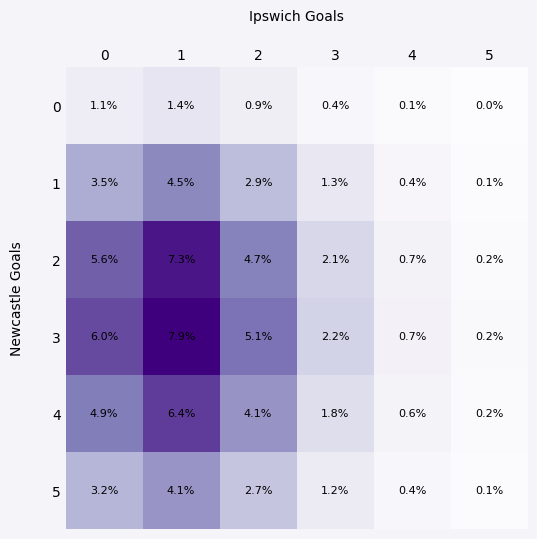 Ipswich Goals
0 1 2 3 4 5
0 1.1% 1.4% 0.9% 0.4% 0.1% 0.0%
1 3.5% 4.5% 2.9% 1.3% 0.4% 0.1%
2 5.6% 7.3% 4.7% 2.1% 0.7% 0.2%
3 6.0% 7.9% 5.1% 2.2% 0.7% 0.2%
4 4.9% 6.4% 4.1% 1.8% 0.6% 0.2%
5 3.2% 4.1% 2.7% 1.2% 0.4% 0.1%
Newcastle Goals